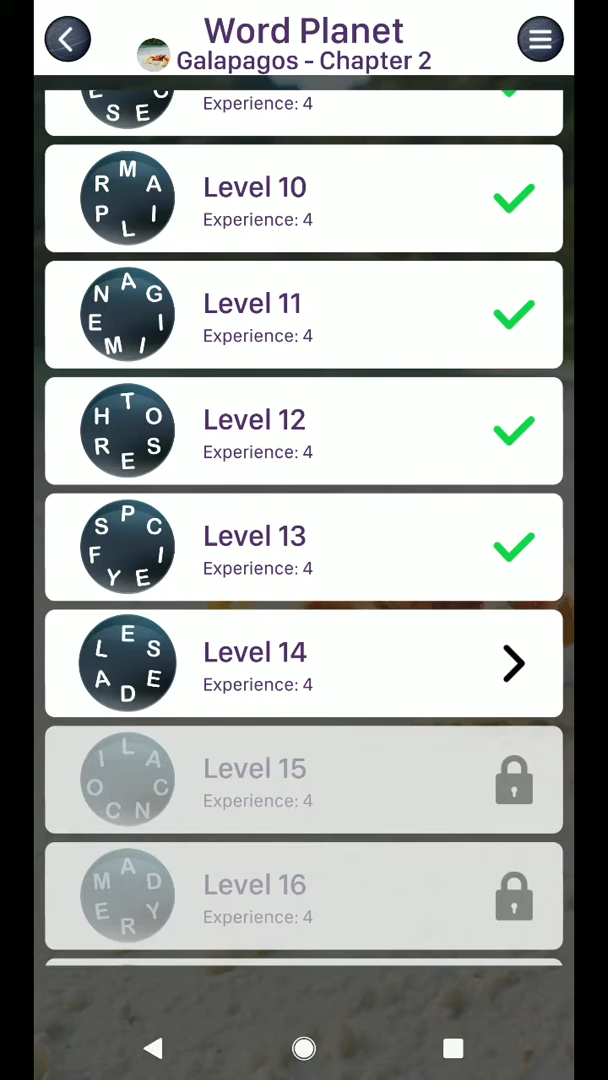 Word Planet
Galapagos - Chapter 2
E C
S E
Experience: 4
M
R A
P I
L
Level 10
Experience: 4
A
N G
E I
M I
Level 11
Experience: 4
T
H O
R S
E
Level 12
Experience: 4
P
S C
F I
Y E
Level 13
Experience: 4
E
L S
A E
D
Level 14
Experience: 4
L
I A
O C
C N
Level 15
Experience: 4
A
M D
E Y
R
Level 16
Experience: 4